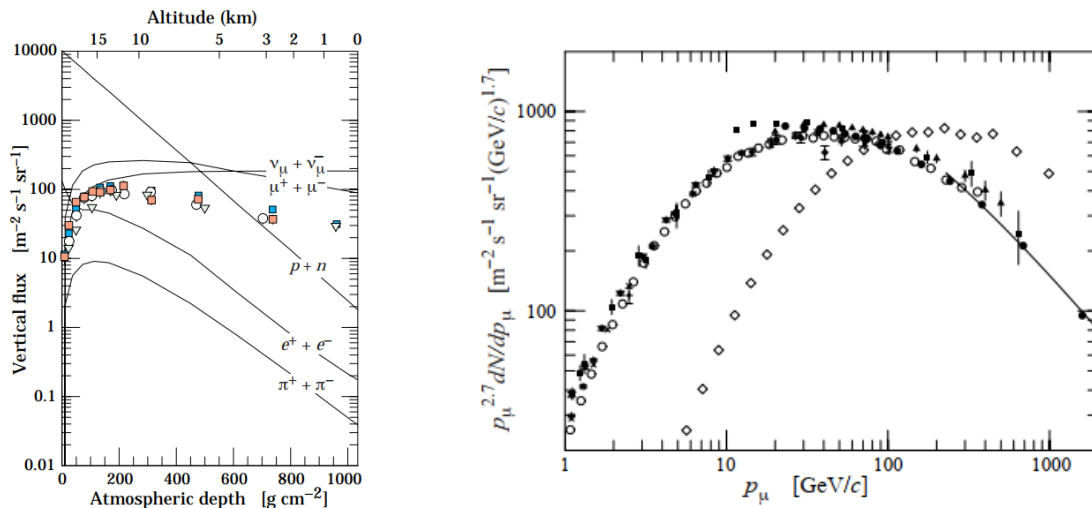 Altitude (km)
15 10 5 3 2 1 0
10000
1000
100
10
1
0.1
0.01
Vertical flux [m⁻² s⁻¹ sr⁻¹]
ν_μ + ν̄_μ
μ⁺ + μ⁻
p + n
e⁺ + e⁻
π⁺ + π⁻
0 200 400 600 800 1000
Atmospheric depth [g cm⁻²]
p_μ^2.7 dN/dp_μ [m⁻² s⁻¹ sr⁻¹(GeV/c)^1.7]
1000
100
1 10 100 1000
p_μ [GeV/c]